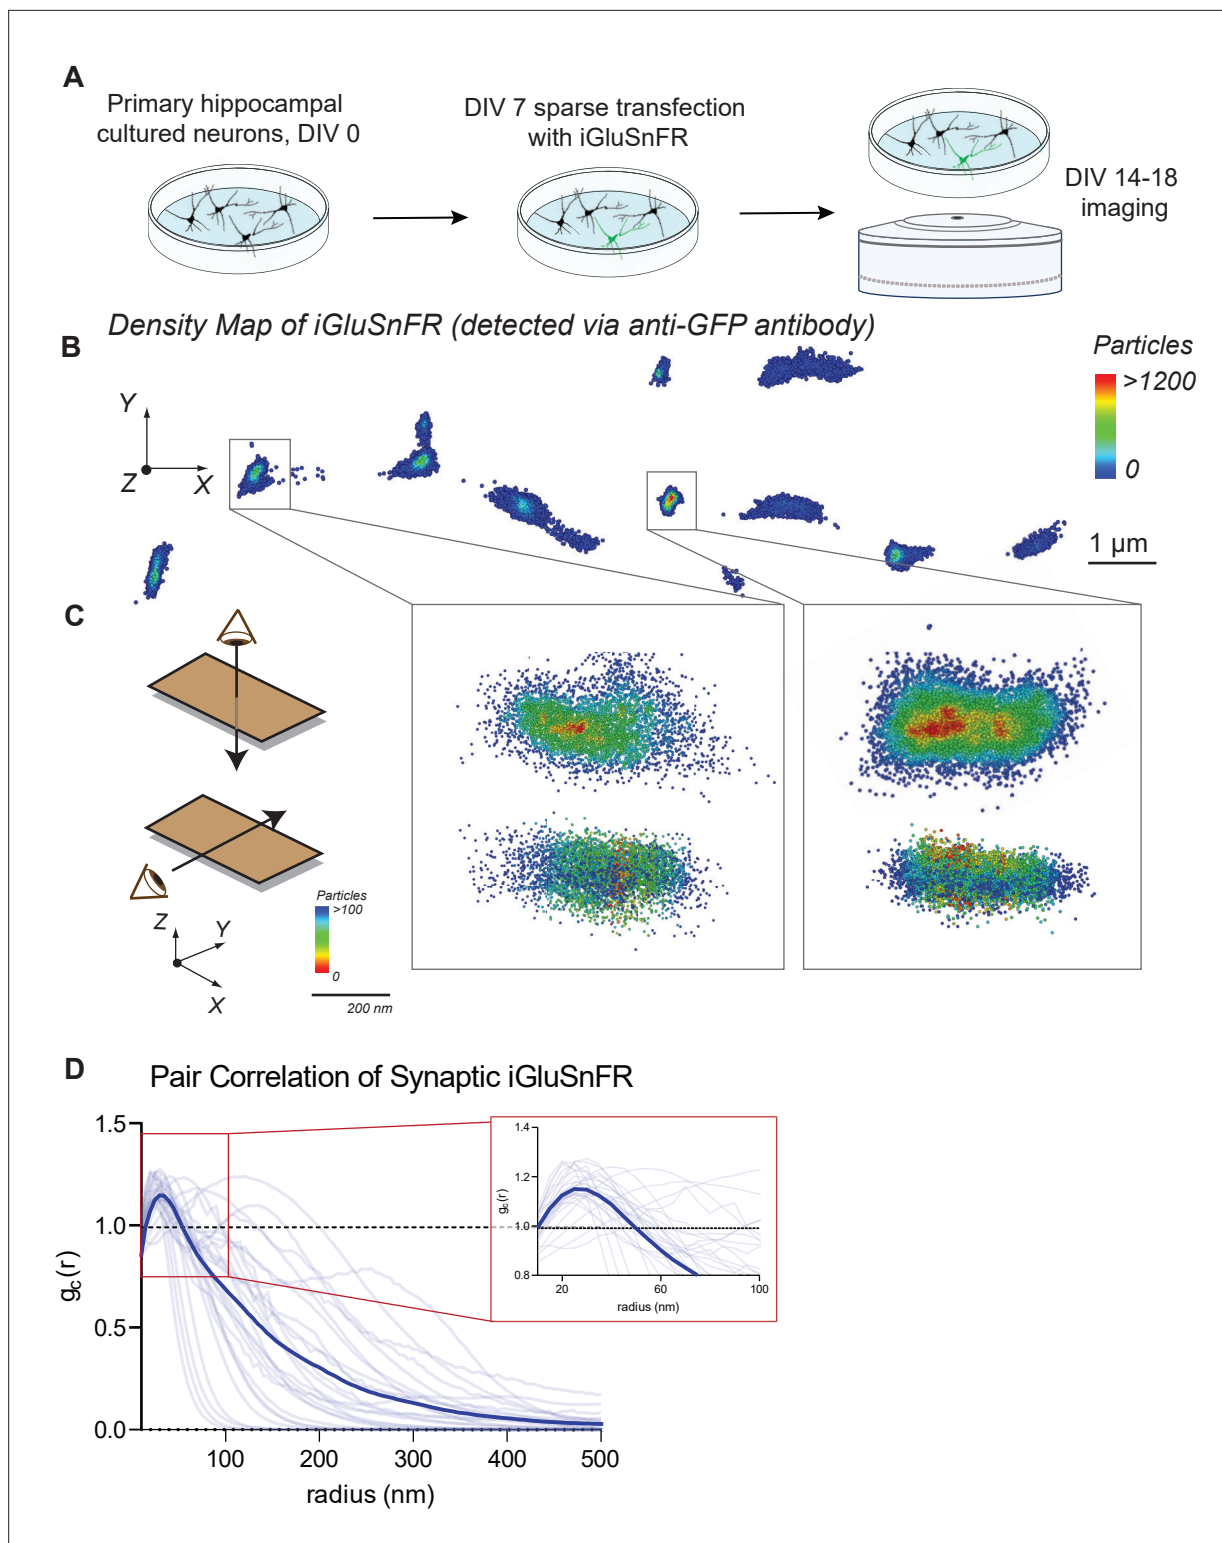 A
Primary hippocampal
cultured neurons, DIV 0
DIV 7 sparse transfection
with iGluSnFR
DIV 14-18
imaging
Density Map of iGluSnFR (detected via anti-GFP antibody)
B
Particles
>1200
0
Y
Z
X
1 µm
C
Z
Y
X
Particles
>100
0
200 nm
D
Pair Correlation of Synaptic iGluSnFR
1.5
1.0
0.5
0.0
gc(r)
100
200
300
400
500
radius (nm)
1.4
1.2
1.0
0.8
gc(r)
20
60
100
radius (nm)